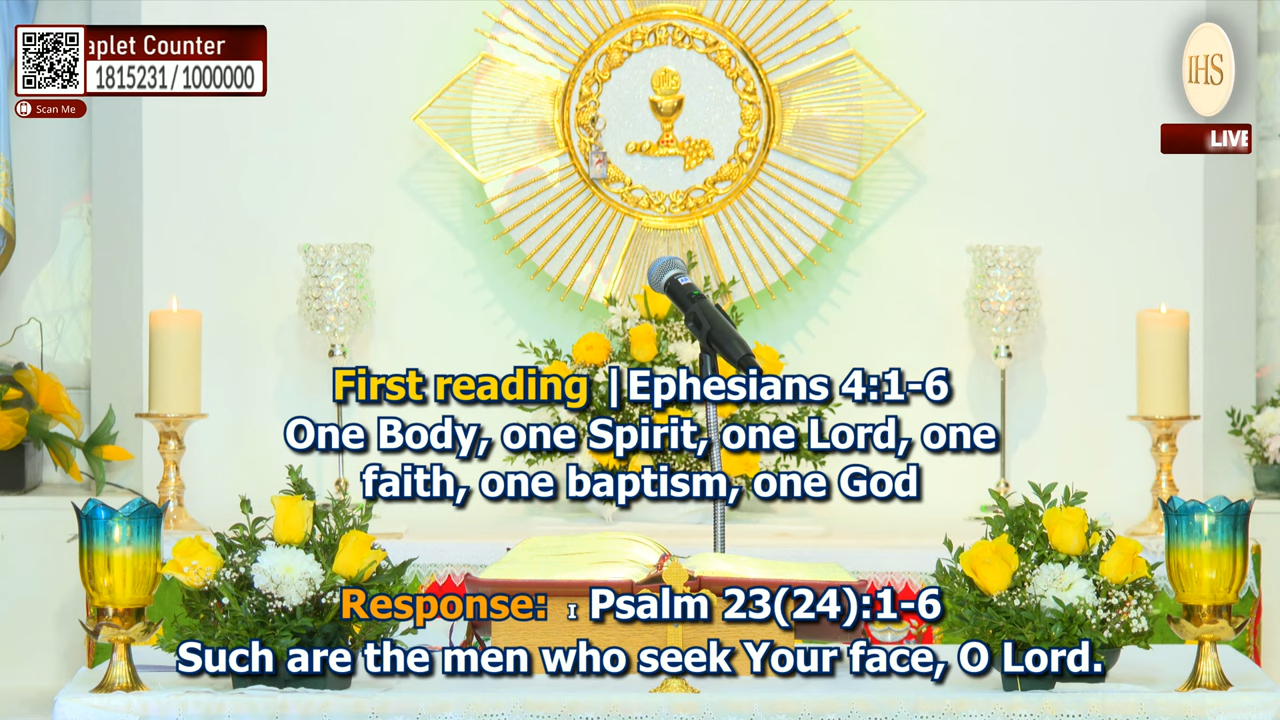 aplet Counter
1815231/1000000
Scan Me
IHS
LIVE
IHS
First reading | Ephesians 4:1-6
One Body, one Spirit, one Lord, one
faith, one baptism, one God
Response: I Psalm 23(24):1-6
Such are the men who seek Your face, O Lord.